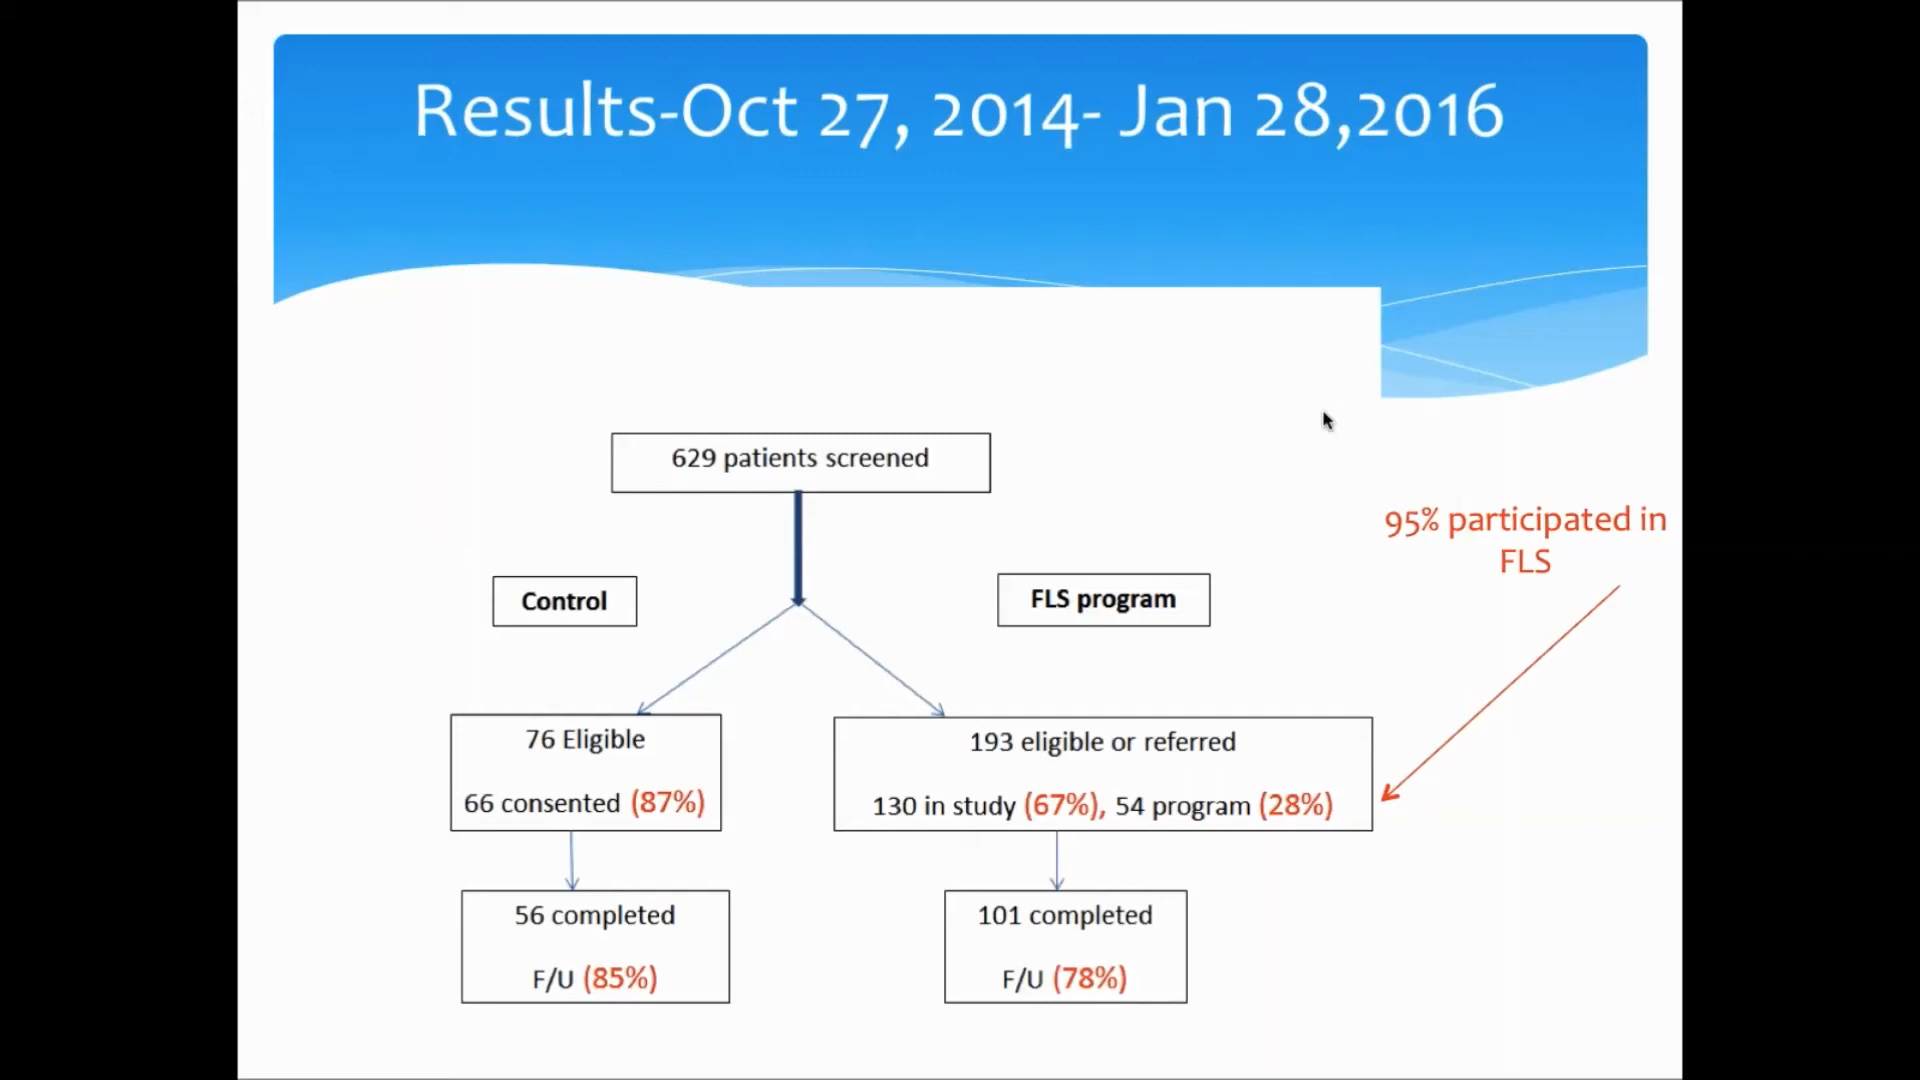 Results-Oct 27, 2014- Jan 28,2016
629 patients screened
95% participated in
FLS
Control
FLS program
76 Eligible
66 consented (87%)
193 eligible or referred
130 in study (67%), 54 program (28%)
56 completed
F/U (85%)
101 completed
F/U (78%)